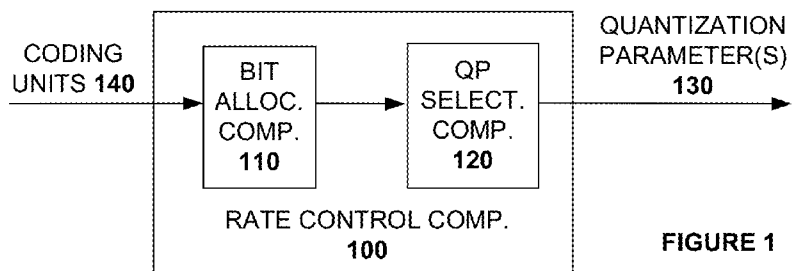 CODING
UNITS 140
BIT
ALLOC.
COMP.
110
QP
SELECT.
COMP.
120
QUANTIZATION
PARAMETER(S)
130
RATE CONTROL COMP.
100
FIGURE 1